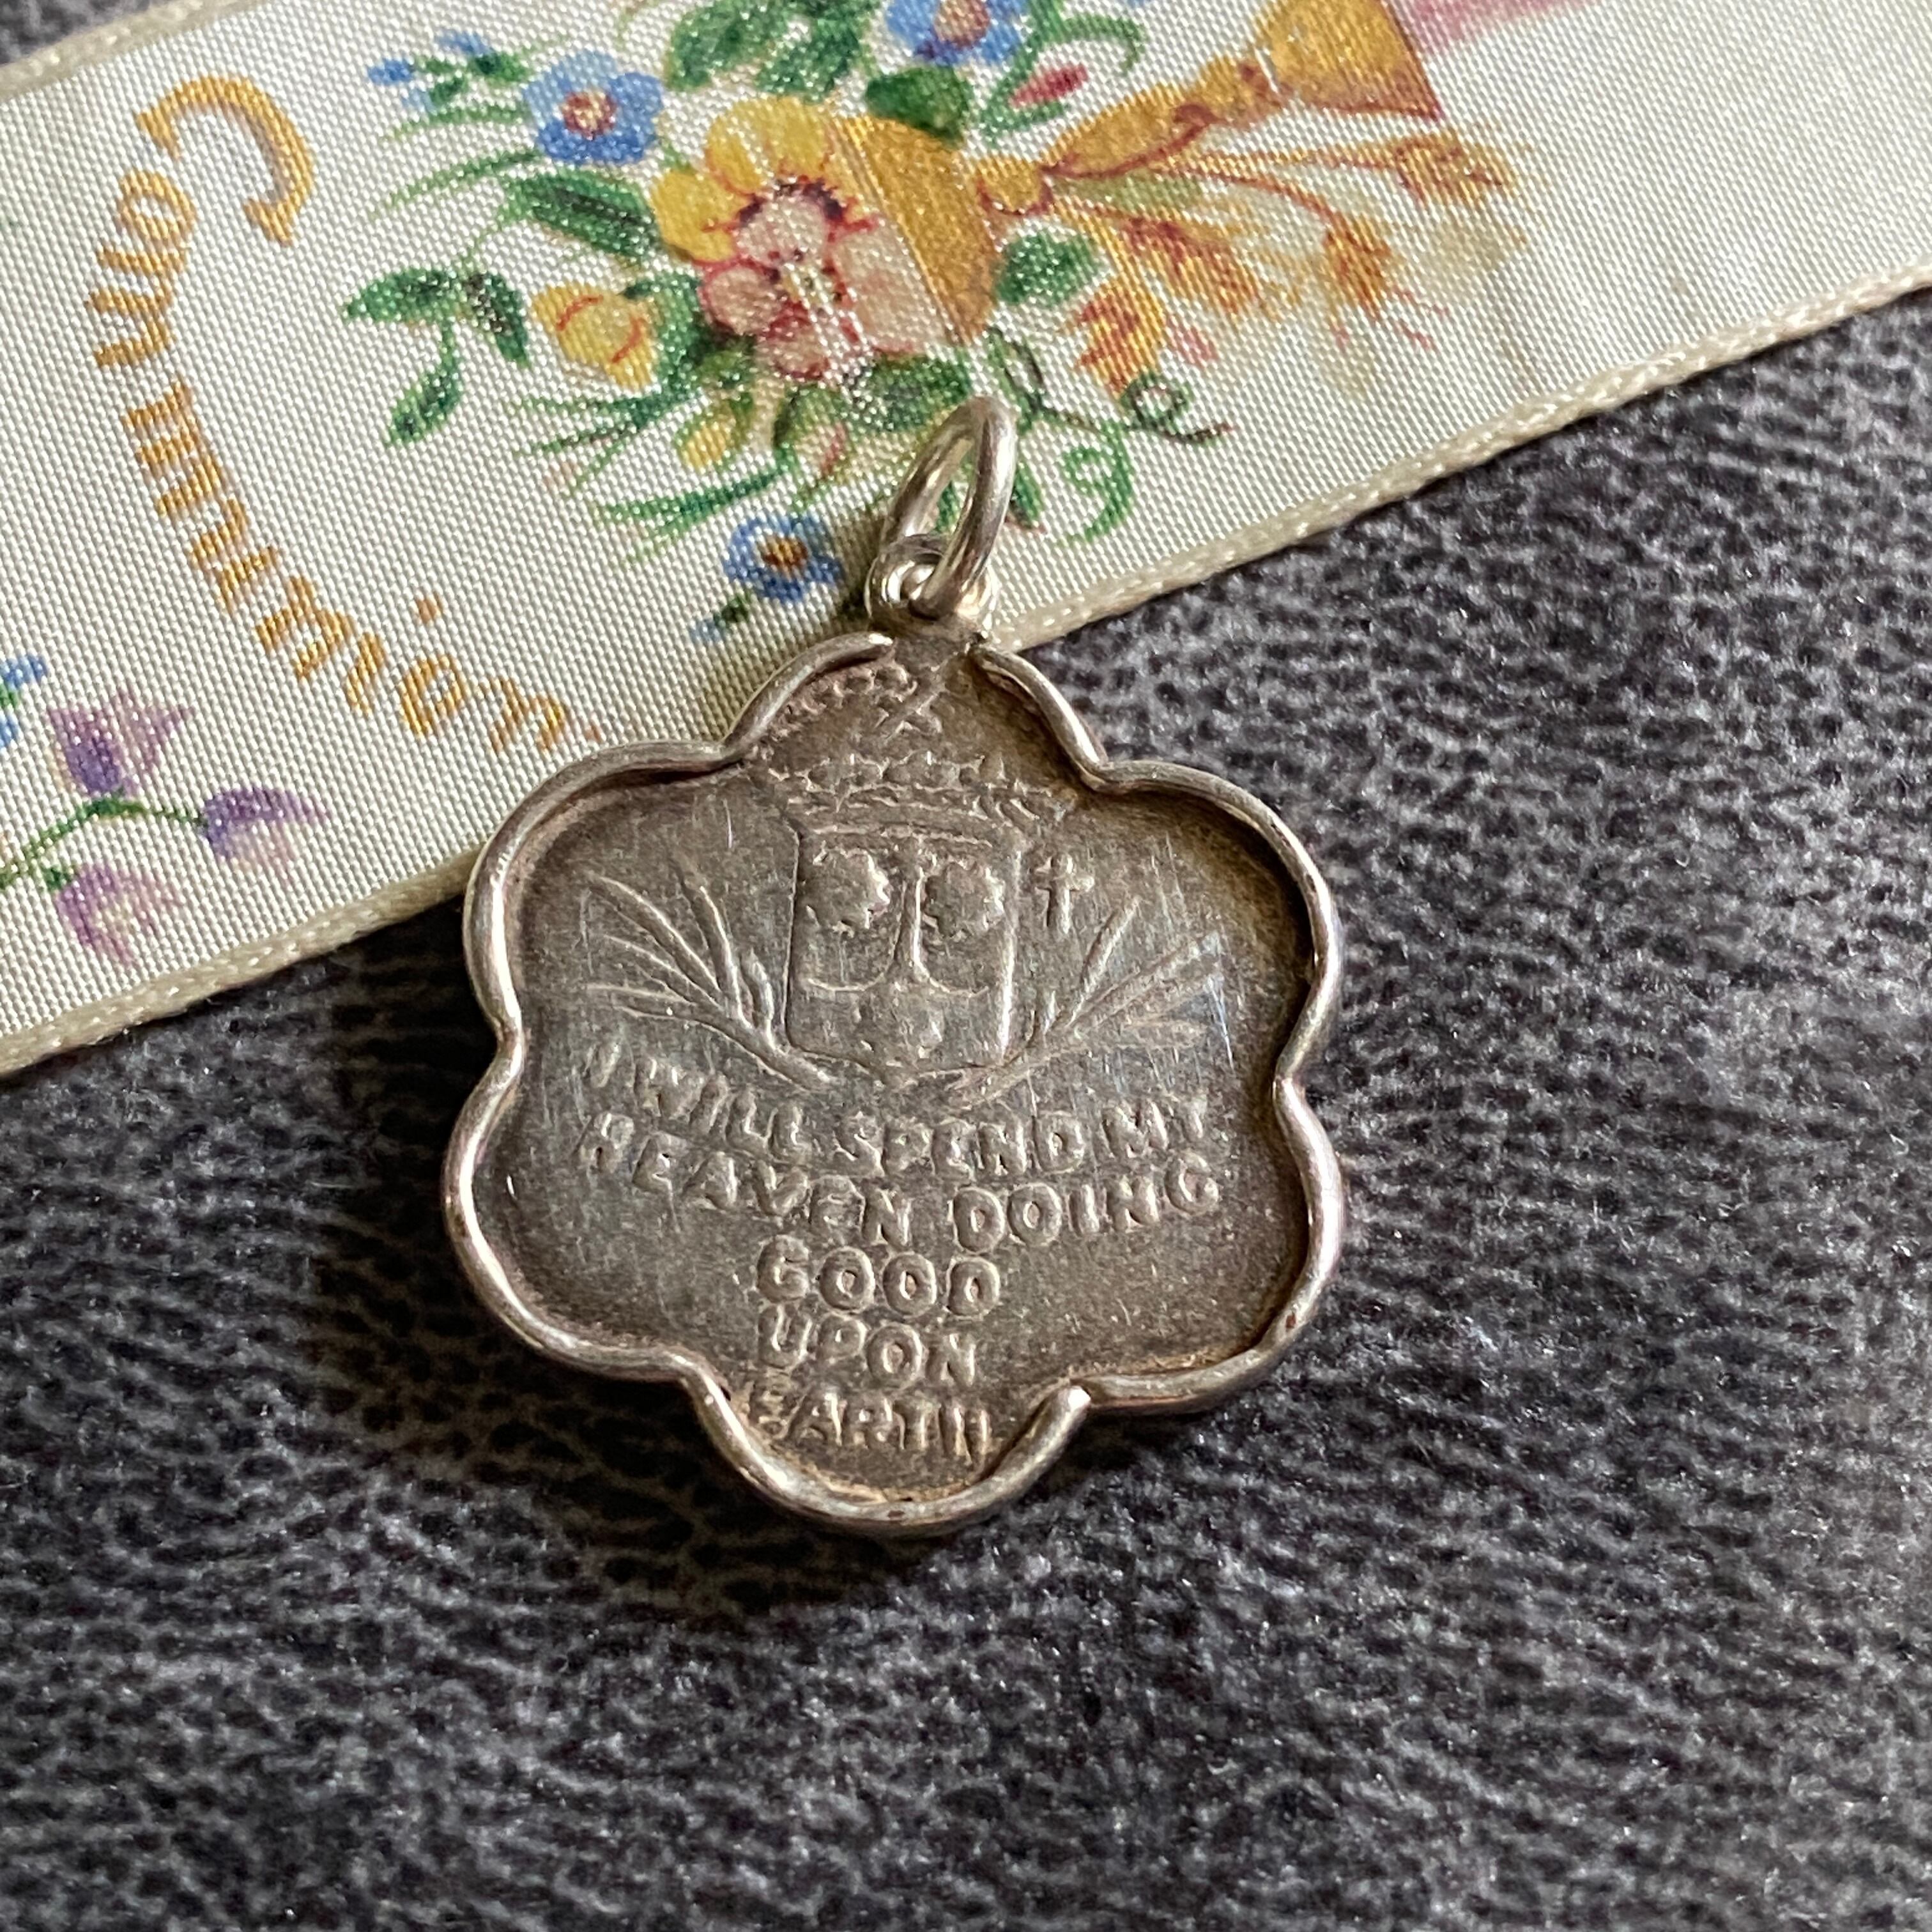 Communion.
I WILL SPEND MY
HEAVEN DOING
GOOD
UPON
EARTH